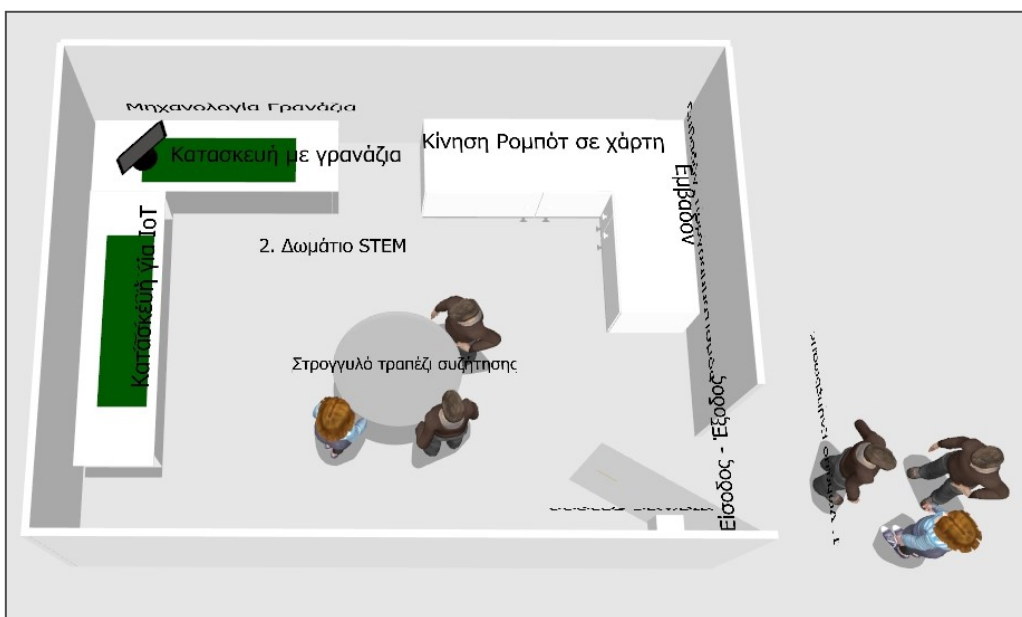 Μηχανολογία Γρανάζια
Κατασκευή με γρανάζια
Κίνηση Ρομπότ σε χάρτη
Εμβαδόν
Κατασκευή για IoT
2. Δωμάτιο STEM
Στρογγυλό τραπέζι συζήτησης
Είσοδος - Έξοδος